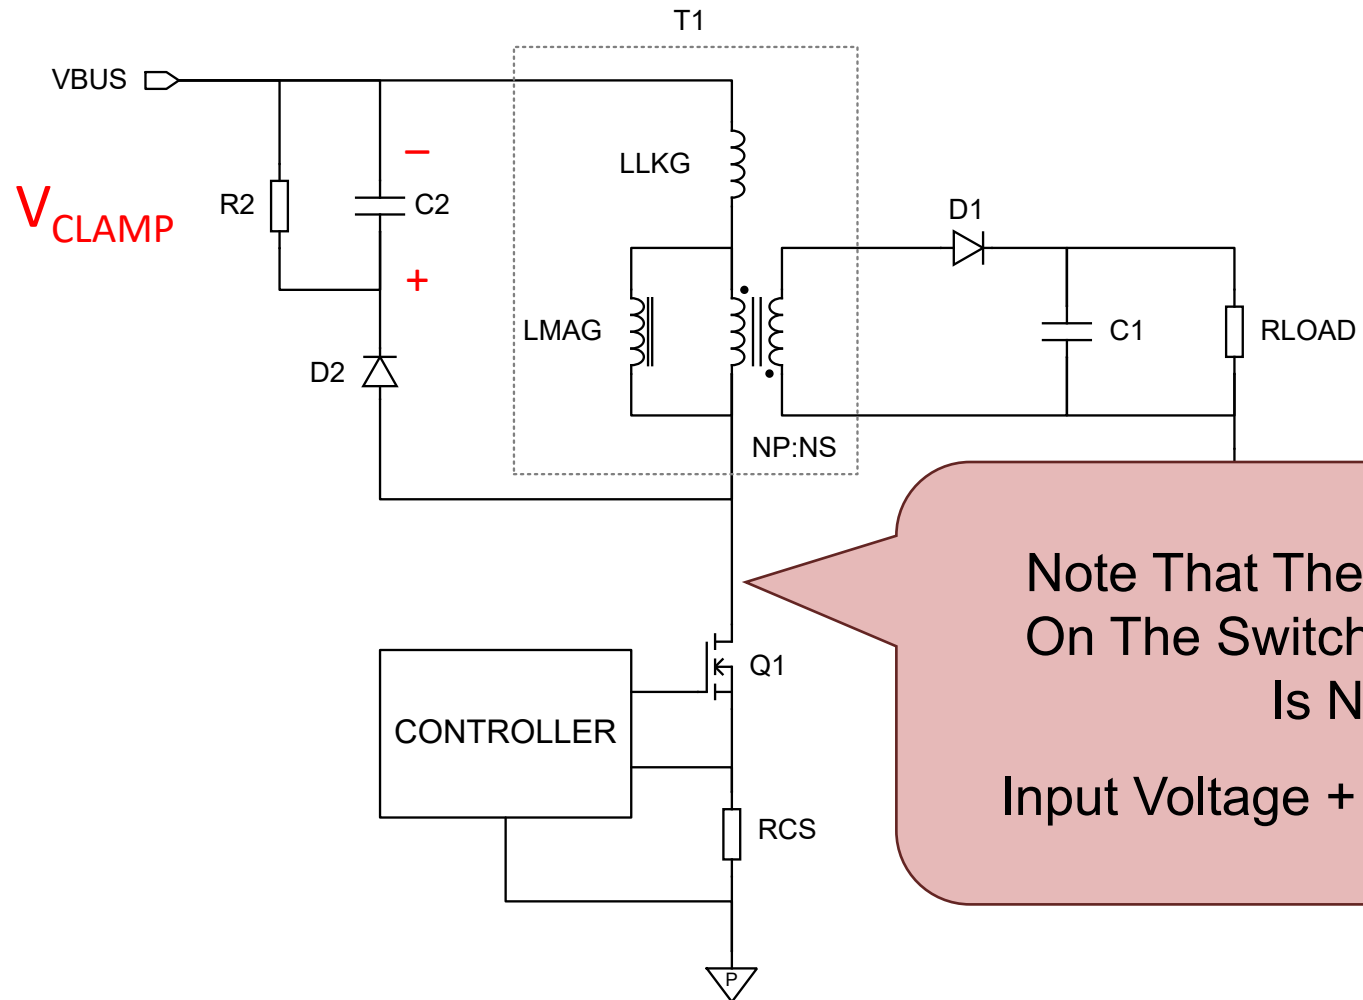 T1
VBUS
LLKG
–
VCLAMP
R2
C2
+
D1
LMAG
C1
RLOAD
D2
NP:NS
Note That The
On The Switch
Is N
Input Voltage +
Q1
CONTROLLER
RCS
P